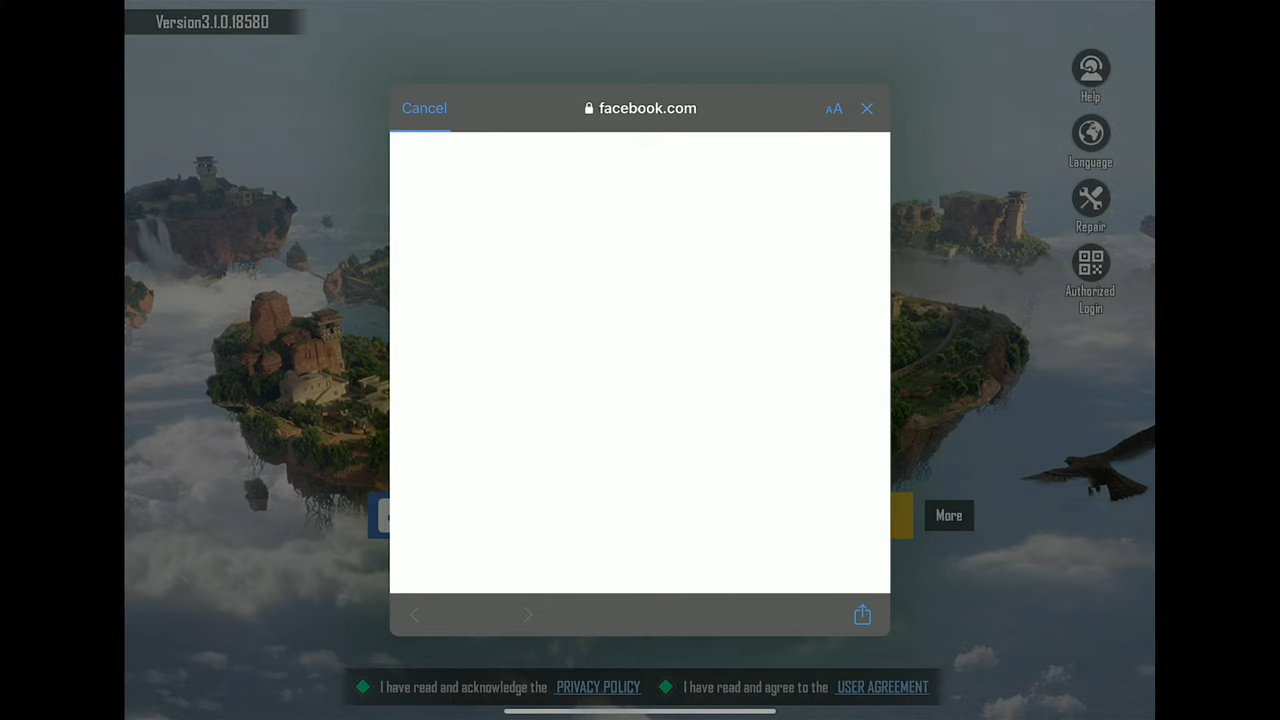 Version3.1.0.18580
Cancel
facebook.com
AA
Help
Language
Repair
Authorized
Login
More
I have read and acknowledge the PRIVACY POLICY
I have read and agree to the USER AGREEMENT